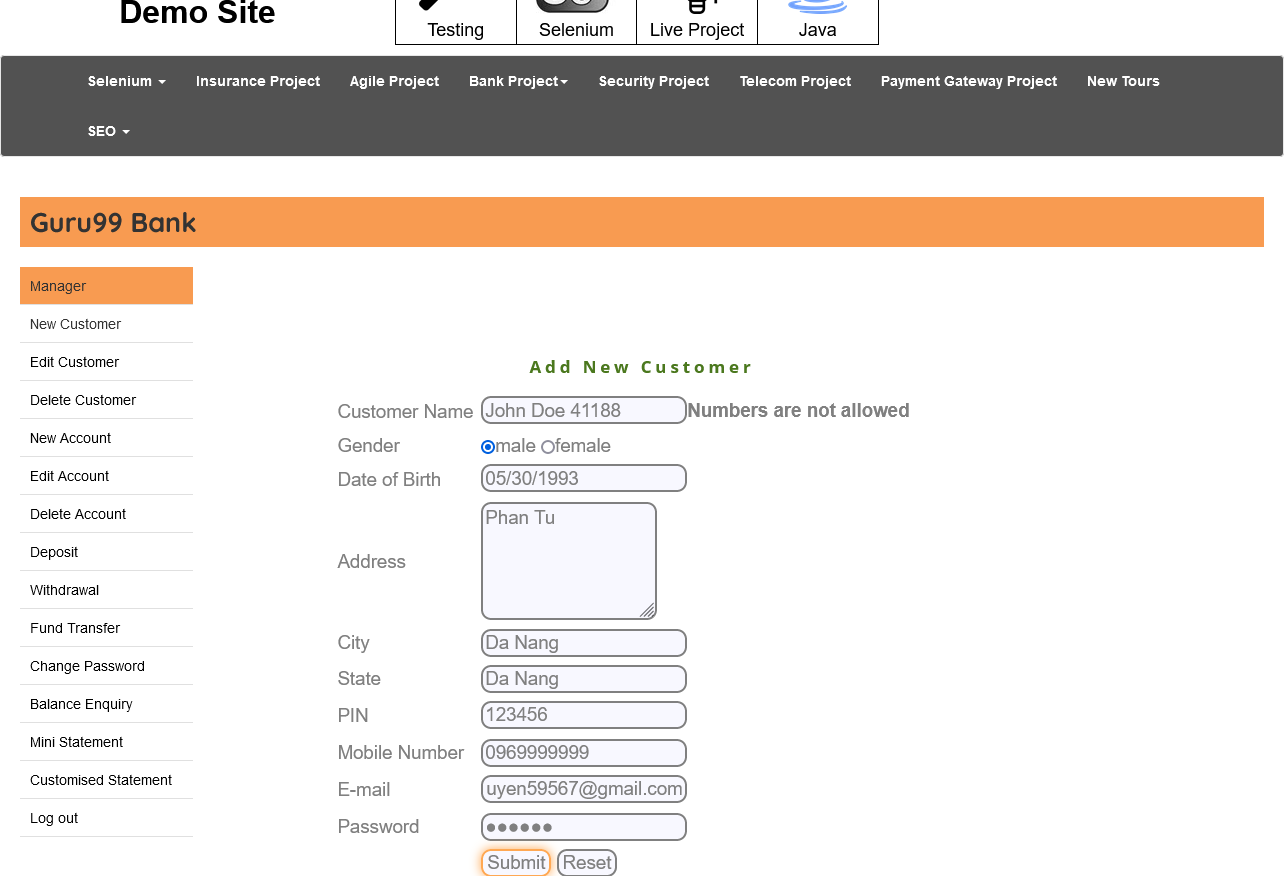 Demo Site
Testing
Selenium
Live Project
Java
Selenium
Insurance Project
Agile Project
Bank Project
Security Project
Telecom Project
Payment Gateway Project
New Tours
SEO
Guru99 Bank
Manager
New Customer
Edit Customer
Delete Customer
New Account
Edit Account
Delete Account
Deposit
Withdrawal
Fund Transfer
Change Password
Balance Enquiry
Mini Statement
Customised Statement
Log out
Add New Customer
Customer Name John Doe 41188 Numbers are not allowed
Gender male female
Date of Birth 05/30/1993
Address Phan Tu
City Da Nang
State Da Nang
PIN 123456
Mobile Number 0969999999
E-mail uyen59567@gmail.com
Password ●●●●●●
Submit Reset